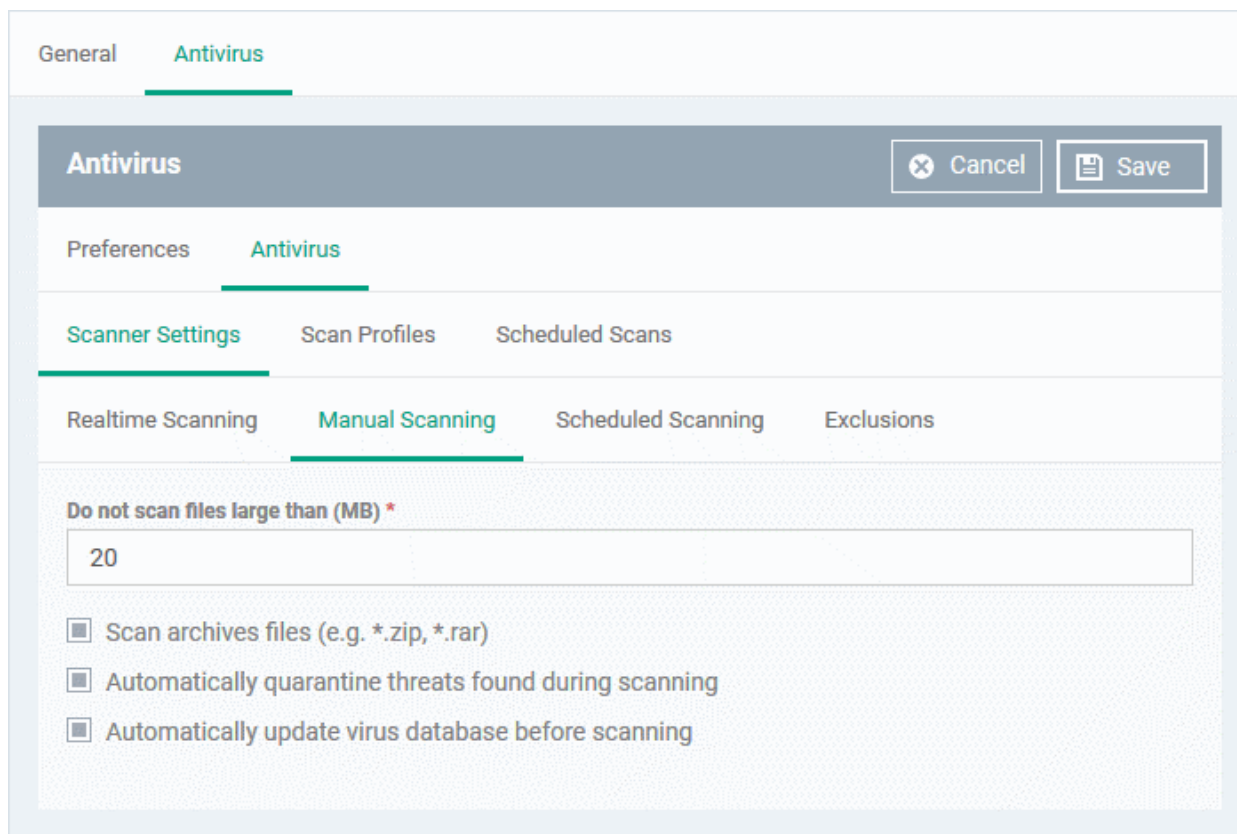 General Antivirus
Antivirus Cancel Save
Preferences Antivirus
Scanner Settings Scan Profiles Scheduled Scans
Realtime Scanning Manual Scanning Scheduled Scanning Exclusions
Do not scan files large than (MB) *
20
Scan archives files (e.g. *.zip, *.rar)
Automatically quarantine threats found during scanning
Automatically update virus database before scanning